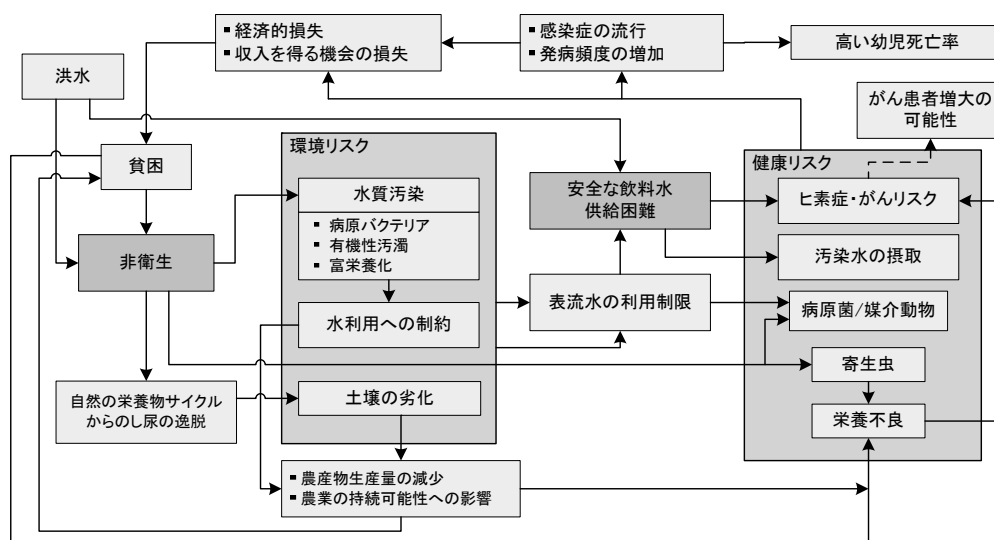 ▪ 経済的損失
▪ 収入を得る機会の損失
▪ 感染症の流行
▪ 発病頻度の増加
高い幼児死亡率
洪水
がん患者増大の
可能性
貧困
環境リスク
健康リスク
水質汚染
▪ 病原バクテリア
▪ 有機性汚濁
▪ 富栄養化
安全な飲料水
供給困難
ヒ素症・がんリスク
非衛生
汚染水の摂取
水利用への制約
表流水の利用制限
病原菌/媒介動物
寄生虫
自然の栄養物サイクル
からのし尿の逸脱
土壌の劣化
栄養不良
▪ 農産物生産量の減少
▪ 農業の持続可能性への影響